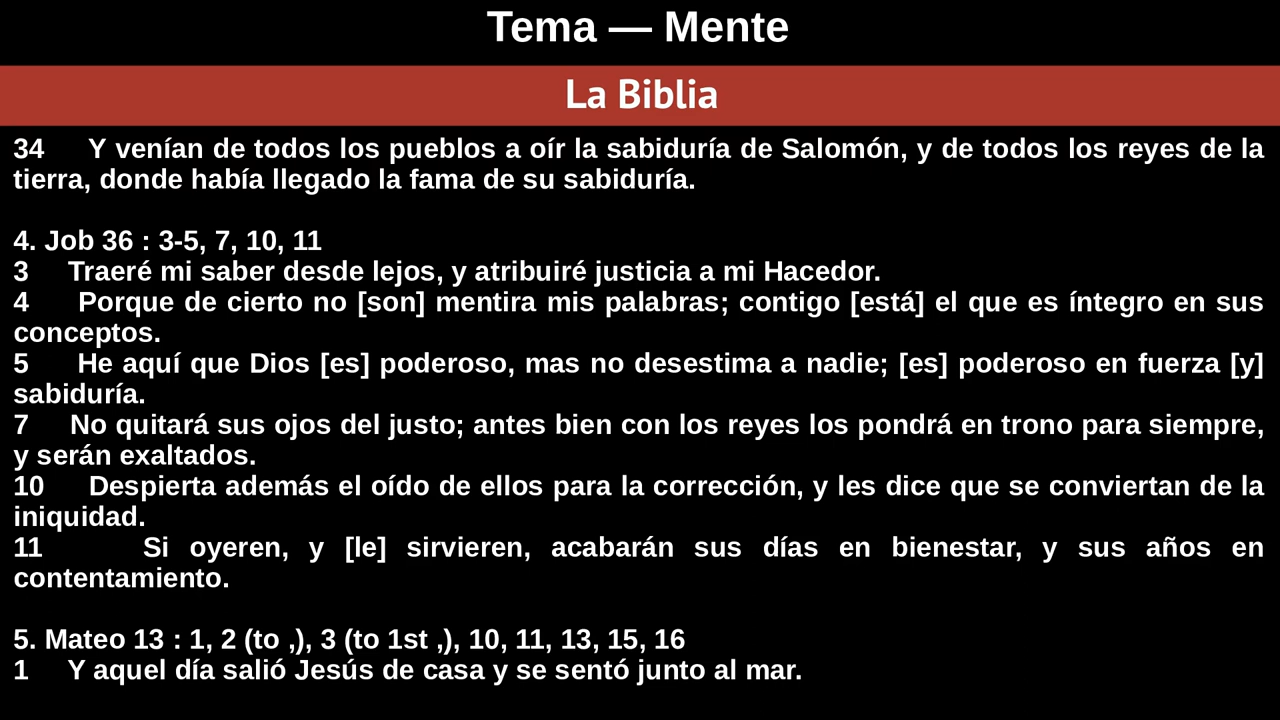 Tema — Mente
La Biblia
34 Y venían de todos los pueblos a oír la sabiduría de Salomón, y de todos los reyes de la
tierra, donde había llegado la fama de su sabiduría.
4. Job 36 : 3-5, 7, 10, 11
3 Traeré mi saber desde lejos, y atribuiré justicia a mi Hacedor.
4 Porque de cierto no [son] mentira mis palabras; contigo [está] el que es íntegro en sus
conceptos.
5 He aquí que Dios [es] poderoso, mas no desestima a nadie; [es] poderoso en fuerza [y]
sabiduría.
7 No quitará sus ojos del justo; antes bien con los reyes los pondrá en trono para siempre,
y serán exaltados.
10 Despierta además el oído de ellos para la corrección, y les dice que se conviertan de la
iniquidad.
11 Si oyeren, y [le] sirvieren, acabarán sus días en bienestar, y sus años en
contentamiento.
5. Mateo 13 : 1, 2 (to ,), 3 (to 1st ,), 10, 11, 13, 15, 16
1 Y aquel día salió Jesús de casa y se sentó junto al mar.